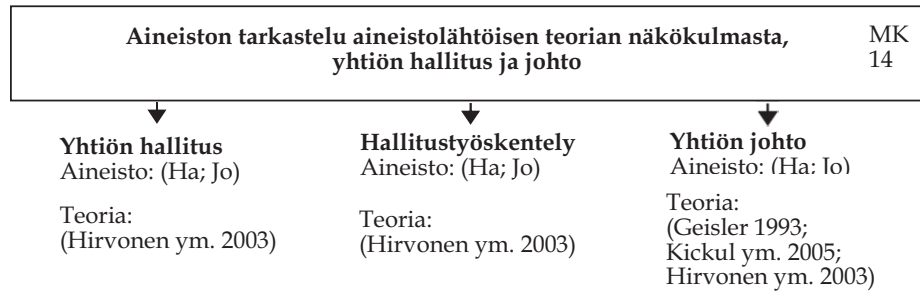 Aineiston tarkastelu aineistolähtöisen teorian näkökulmasta,
yhtiön hallitus ja johto
MK
14
Yhtiön hallitus
Aineisto: (Ha; Jo)
Teoria:
(Hirvonen ym. 2003)
Hallitustyöskentely
Aineisto: (Ha; Jo)
Teoria:
(Hirvonen ym. 2003)
Yhtiön johto
Aineisto: (Ha; Jo)
Teoria:
(Geisler 1993;
Kickul ym. 2005;
Hirvonen ym. 2003)